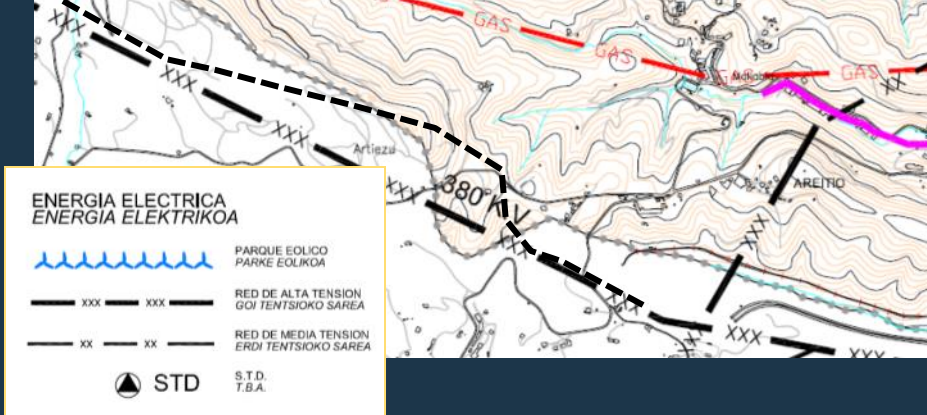 XXX
GAS
XXX
GAS
GAS
GAS
XX
XXX
Artiezu
AREITIO
XXX
380 K V
XXX
XXX
XXX
XXX
XXX
ENERGIA ELECTRICA
ENERGIA ELEKTRIKOA
PARQUE EOLICO
PARKE EOLIKOA
XXX XXX
RED DE ALTA TENSION
GOI TENTSIOKO SAREA
XX XX
RED DE MEDIA TENSION
ERDI TENTSIOKO SAREA
STD
S.T.D.
T.B.A.